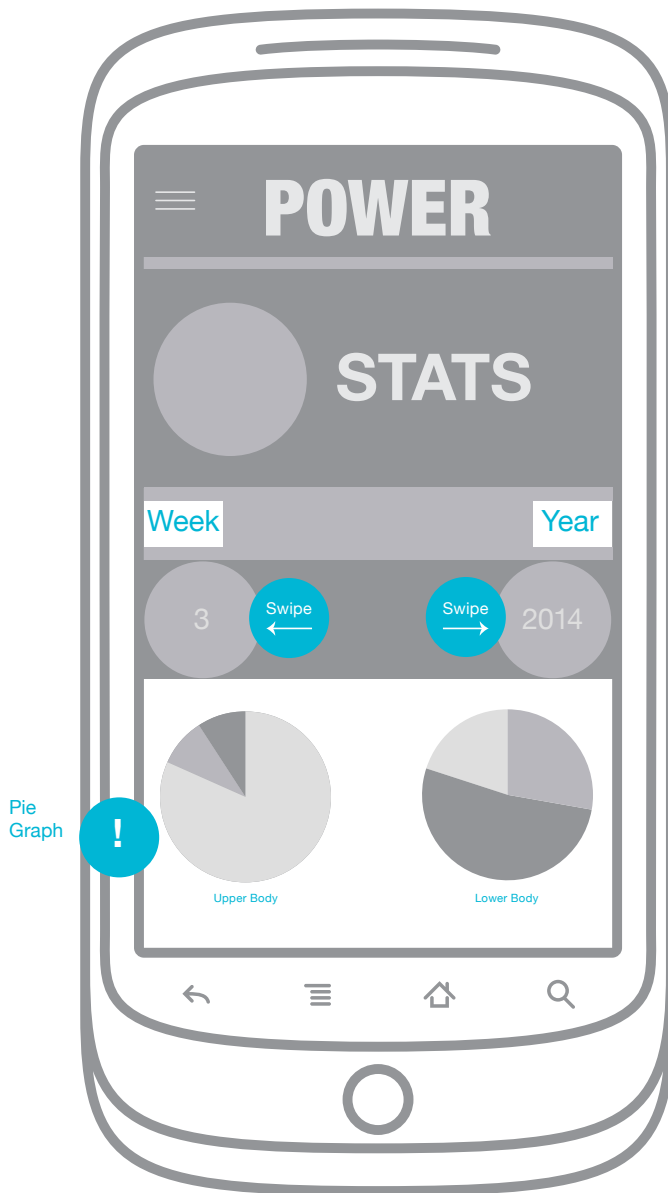 POWER
STATS
Week
Year
3
Swipe
Swipe
2014
Pie
Graph
!
Upper Body
Lower Body